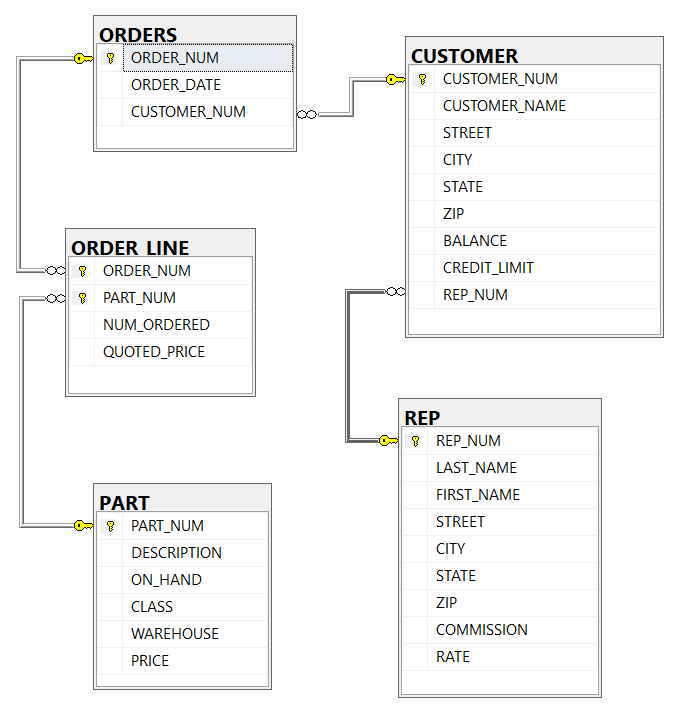 ORDERS
ORDER_NUM
ORDER_DATE
CUSTOMER_NUM
CUSTOMER
CUSTOMER_NUM
CUSTOMER_NAME
STREET
CITY
STATE
ZIP
BALANCE
CREDIT_LIMIT
REP_NUM
ORDER_LINE
ORDER_NUM
PART_NUM
NUM_ORDERED
QUOTED_PRICE
REP
REP_NUM
LAST_NAME
FIRST_NAME
STREET
CITY
STATE
ZIP
COMMISSION
RATE
PART
PART_NUM
DESCRIPTION
ON_HAND
CLASS
WAREHOUSE
PRICE